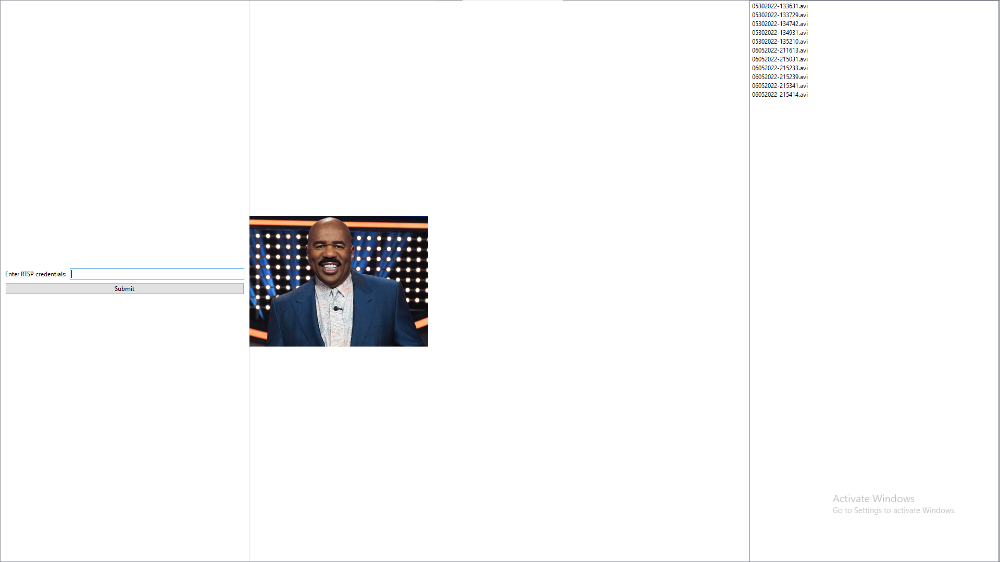 Enter RTSP credentials:
Submit
05302022-133631.avi
05302022-133729.avi
05302022-134742.avi
05302022-134931.avi
05302022-135210.avi
06052022-211613.avi
06052022-215031.avi
06052022-215233.avi
06052022-215239.avi
06052022-215341.avi
06052022-215414.avi
Activate Windows
Go to Settings to activate Windows.